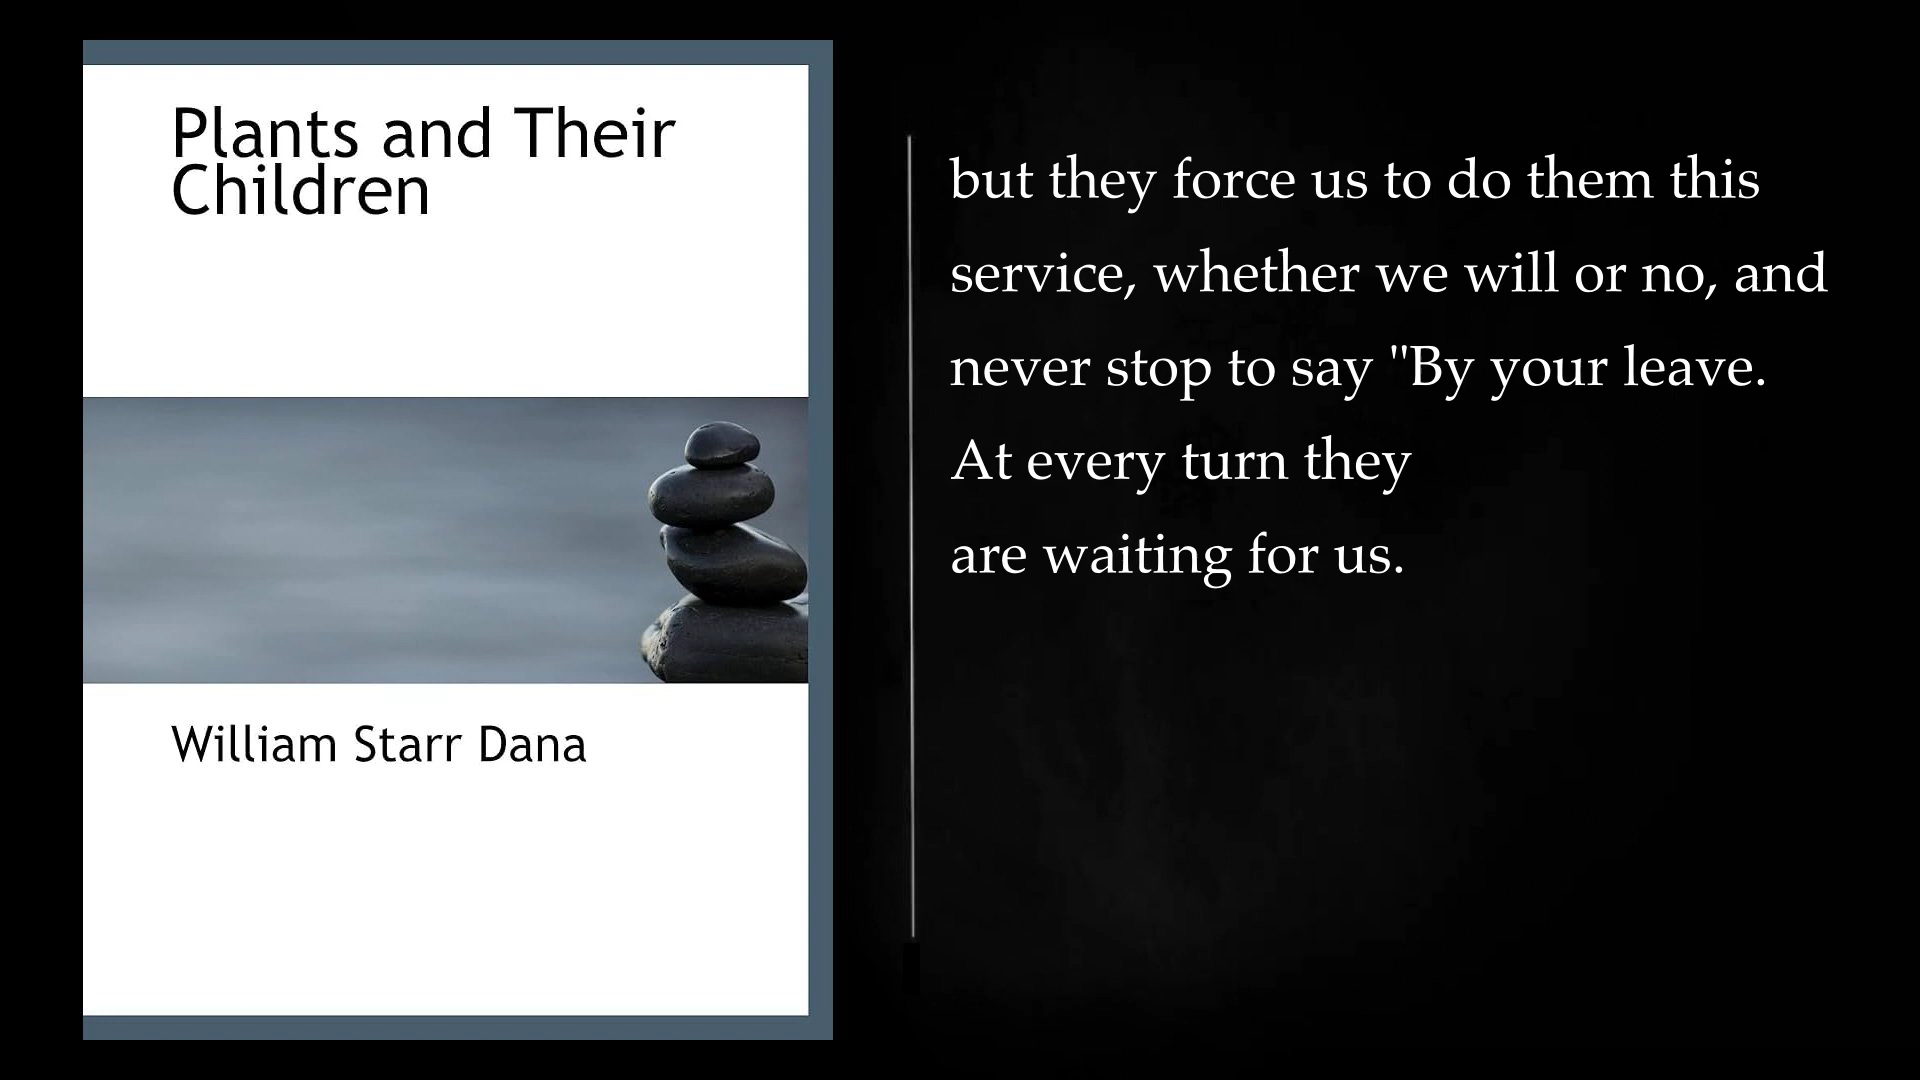 Plants and Their
Children
William Starr Dana
but they force us to do them this
service, whether we will or no, and
never stop to say "By your leave.
At every turn they
are waiting for us.